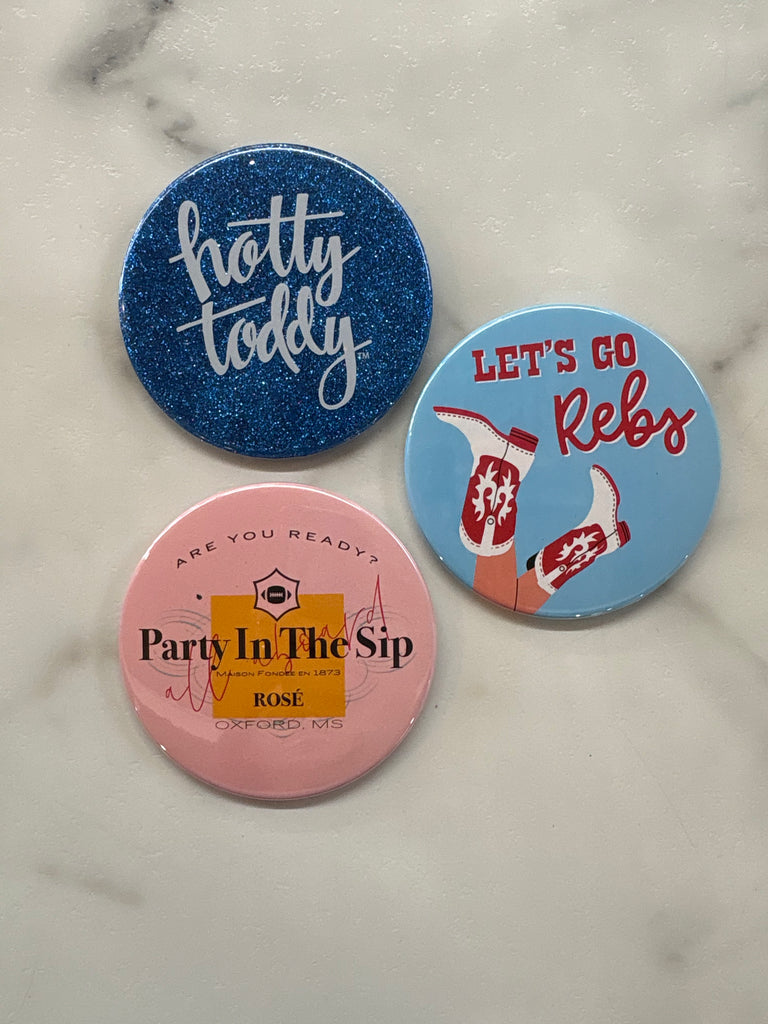 hotty
toddy™
LET'S GO
Rebs
ARE YOU READY?
Party In The Sip
all aboard
MAISON FONDÉE EN 1873
ROSÉ
OXFORD, MS